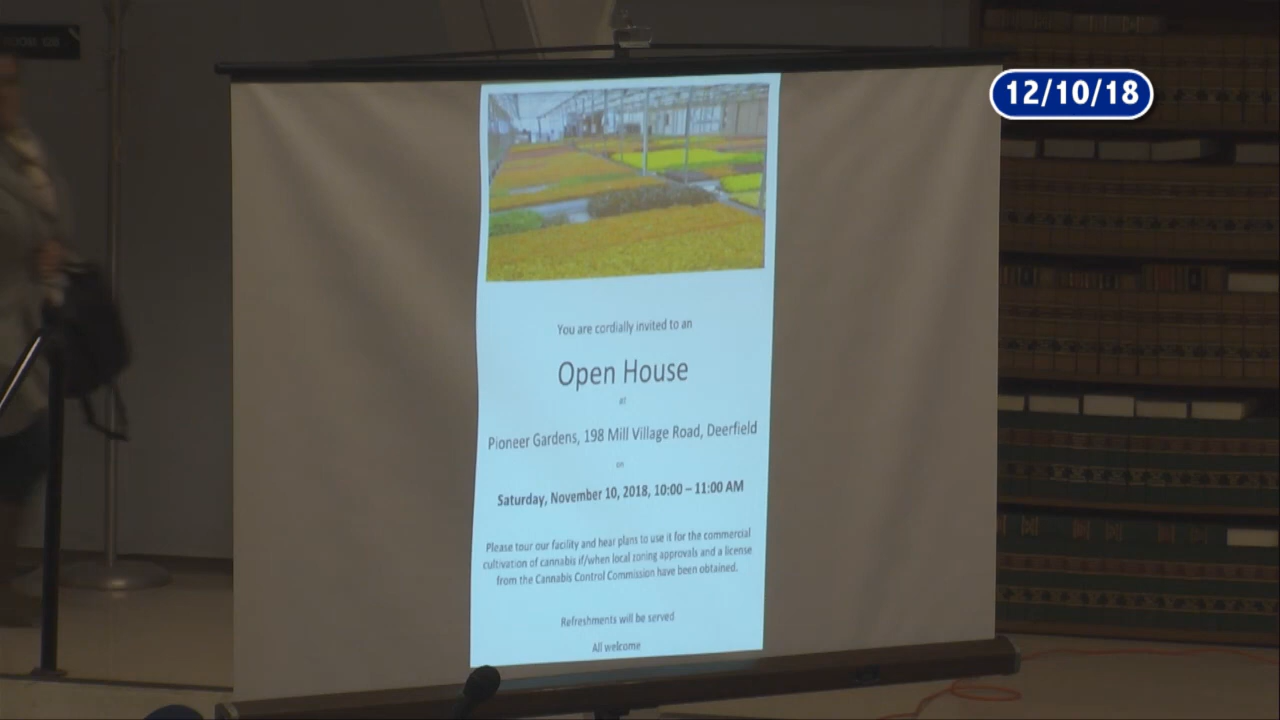 12/10/18
You are cordially invited to an
Open House
at
Pioneer Gardens, 198 Mill Village Road, Deerfield
on
Saturday, November 10, 2018, 10:00 – 11:00 AM
Please tour our facility and hear plans to use it for the commercial
cultivation of cannabis if/when local zoning approvals and a license
from the Cannabis Control Commission have been obtained.
Refreshments will be served
All welcome